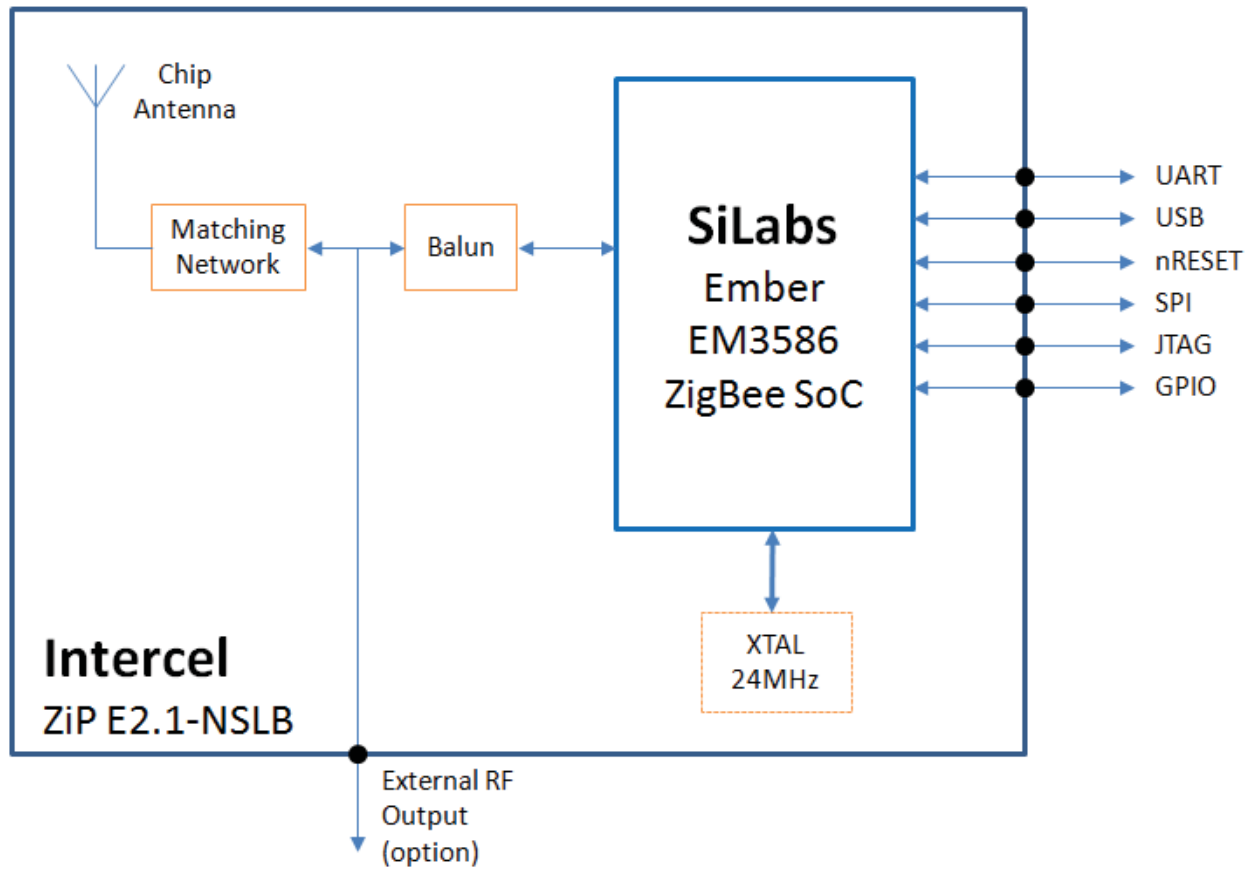 Chip
Antenna
Matching
Network
Balun
SiLabs
Ember
EM3586
ZigBee SoC
UART
USB
nRESET
SPI
JTAG
GPIO
XTAL
24MHz
Intercel
ZiP E2.1-NSLB
External RF
Output
(option)